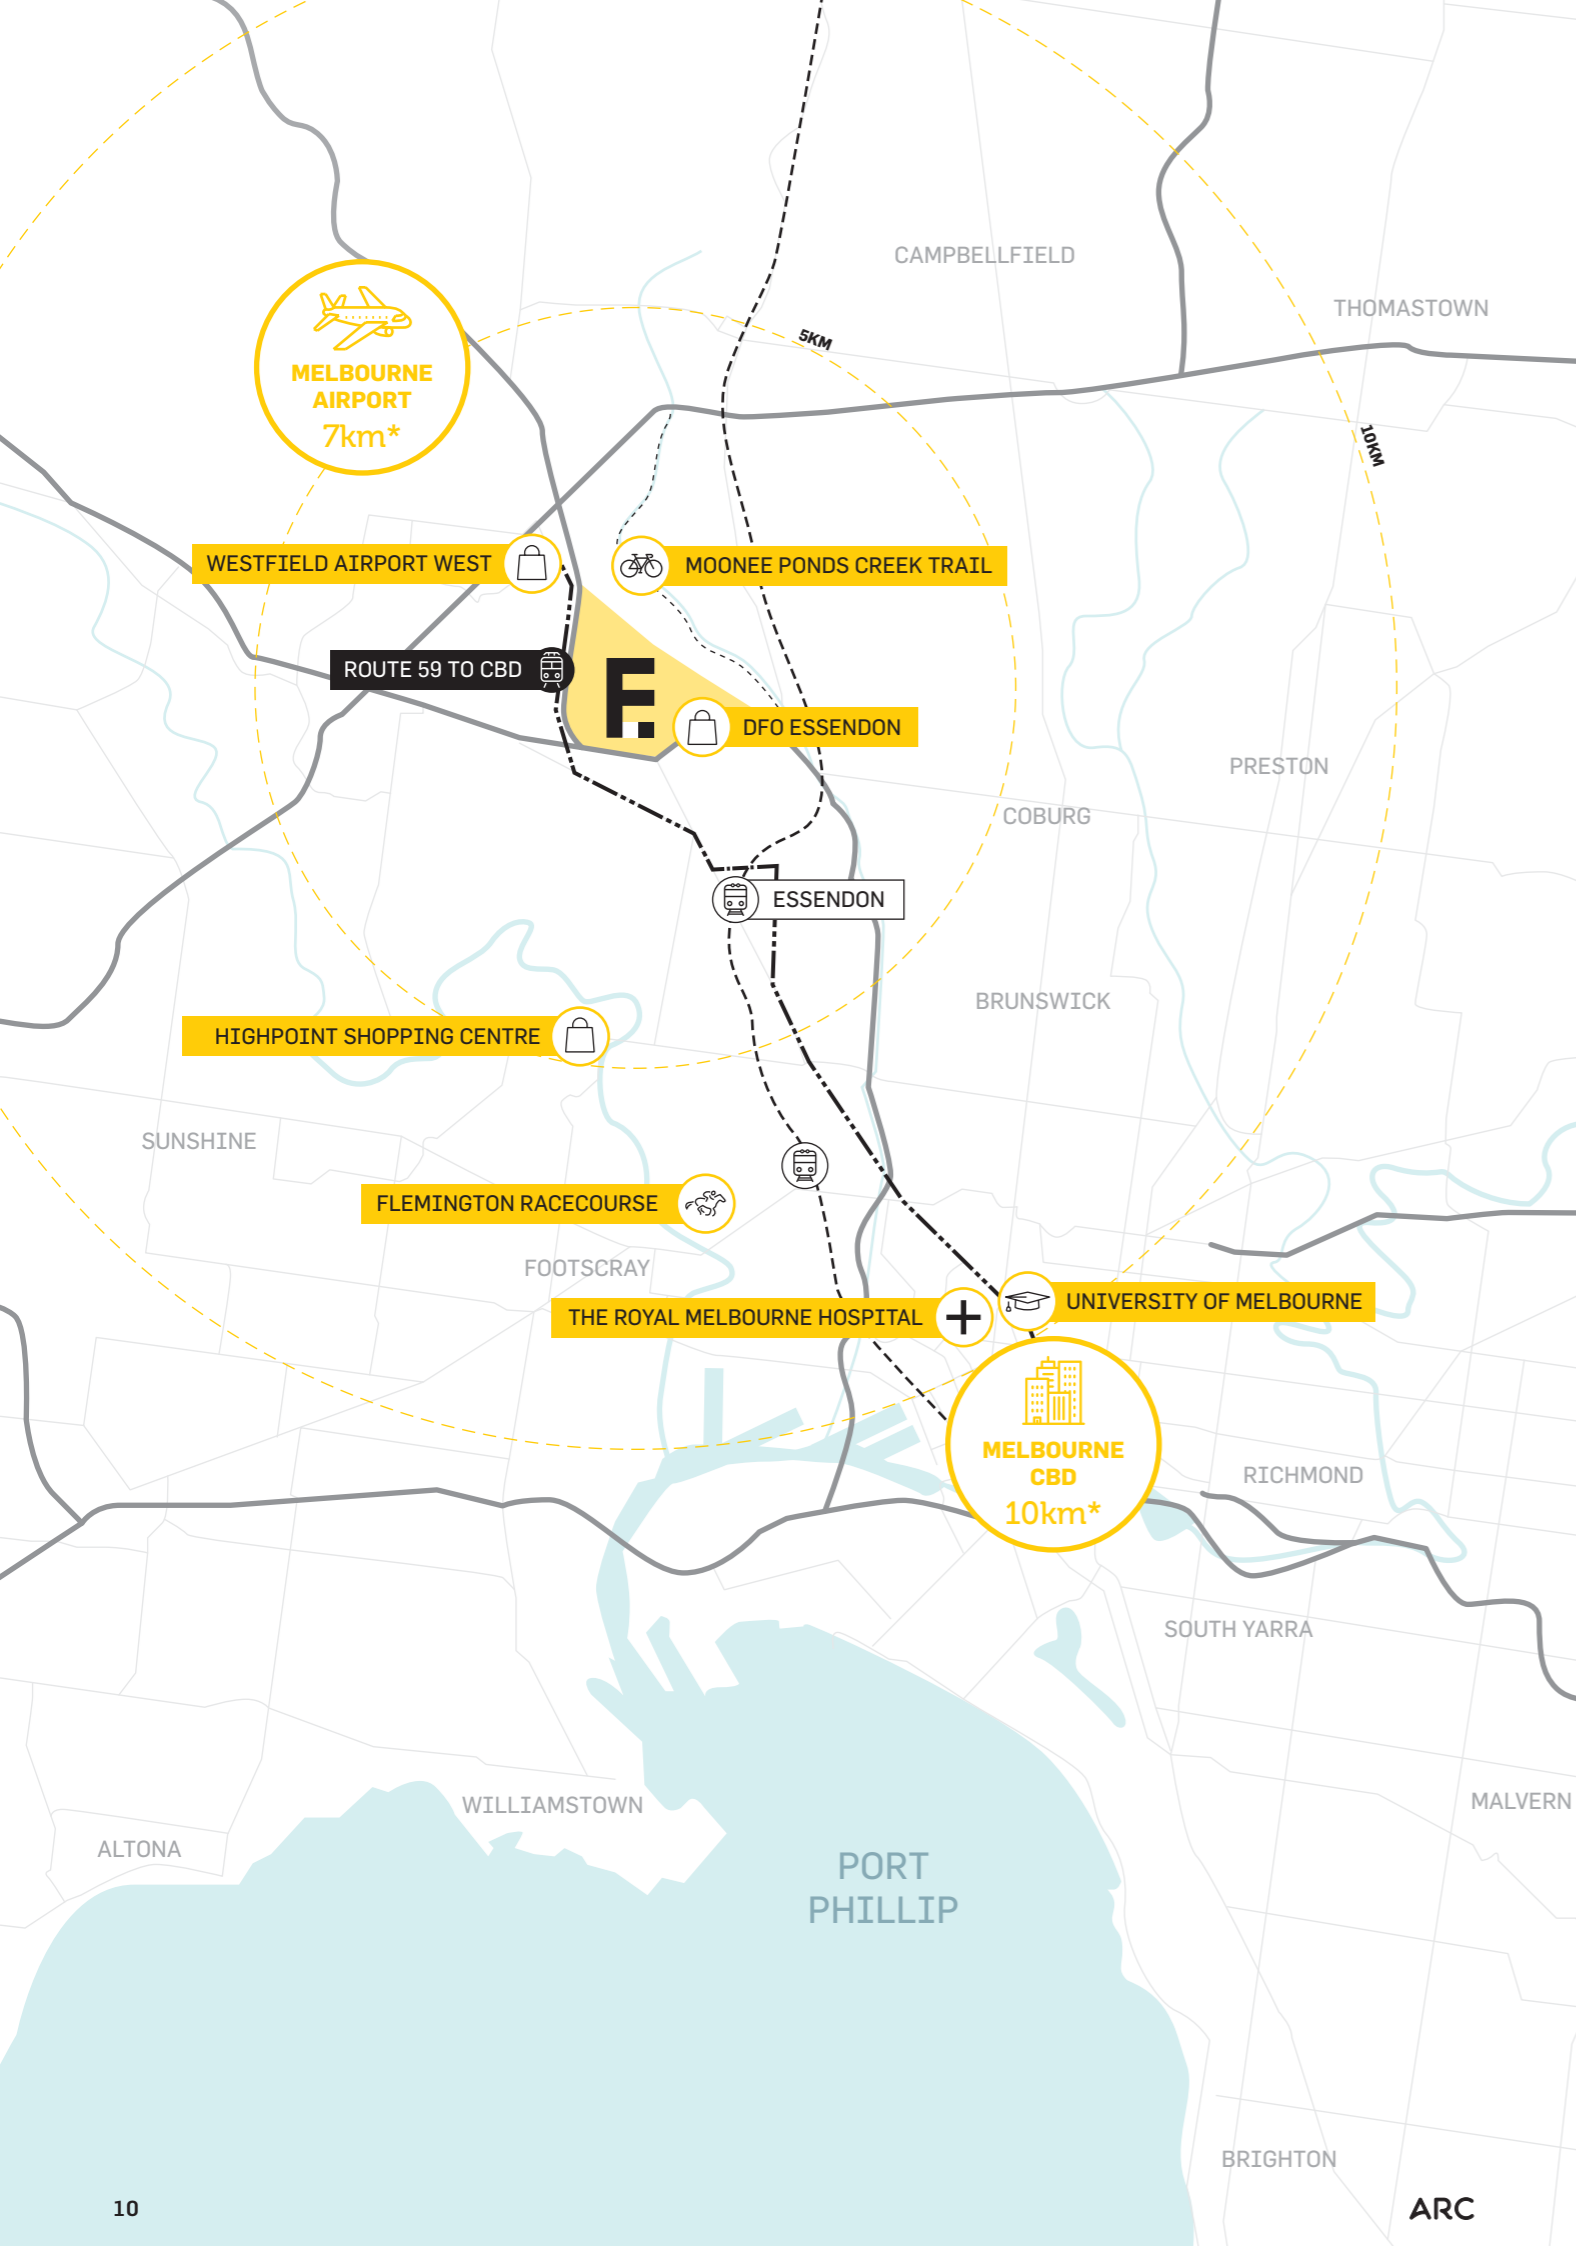 CAMPBELLFIELD
THOMASTOWN
5KM
MELBOURNE
AIRPORT
7km*
10KM
WESTFIELD AIRPORT WEST
MOONEE PONDS CREEK TRAIL
ROUTE 59 TO CBD
F.
DFO ESSENDON
PRESTON
COBURG
ESSENDON
BRUNSWICK
HIGHPOINT SHOPPING CENTRE
SUNSHINE
FLEMINGTON RACECOURSE
FOOTSCRAY
UNIVERSITY OF MELBOURNE
THE ROYAL MELBOURNE HOSPITAL
MELBOURNE
CBD
10km*
RICHMOND
SOUTH YARRA
MALVERN
WILLIAMSTOWN
ALTONA
PORT
PHILLIP
BRIGHTON
10
ARC